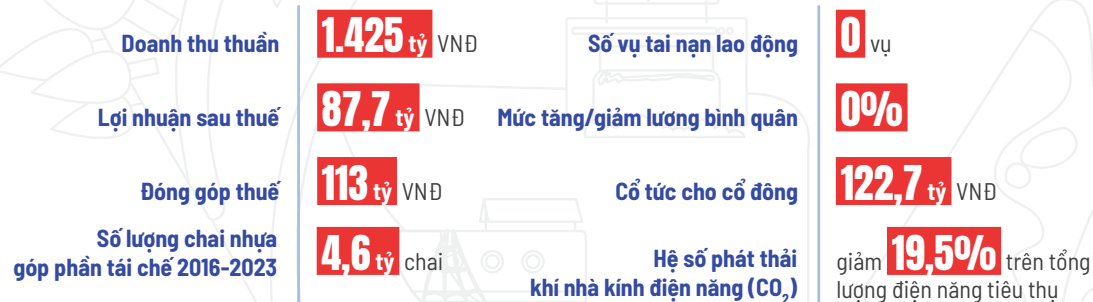 Doanh thu thuần 1.425 tỷ VNĐ
Số vụ tai nạn lao động 0 vụ
Lợi nhuận sau thuế 87,7 tỷ VNĐ
Mức tăng/giảm lương bình quân 0%
Đóng góp thuế 113 tỷ VNĐ
Cổ tức cho cổ đông 122,7 tỷ VNĐ
Số lượng chai nhựa
góp phần tái chế 2016-2023
4,6 tỷ chai
Hệ số phát thải
khí nhà kính điện năng (CO₂)
giảm 19,5% trên tổng
lượng điện năng tiêu thụ